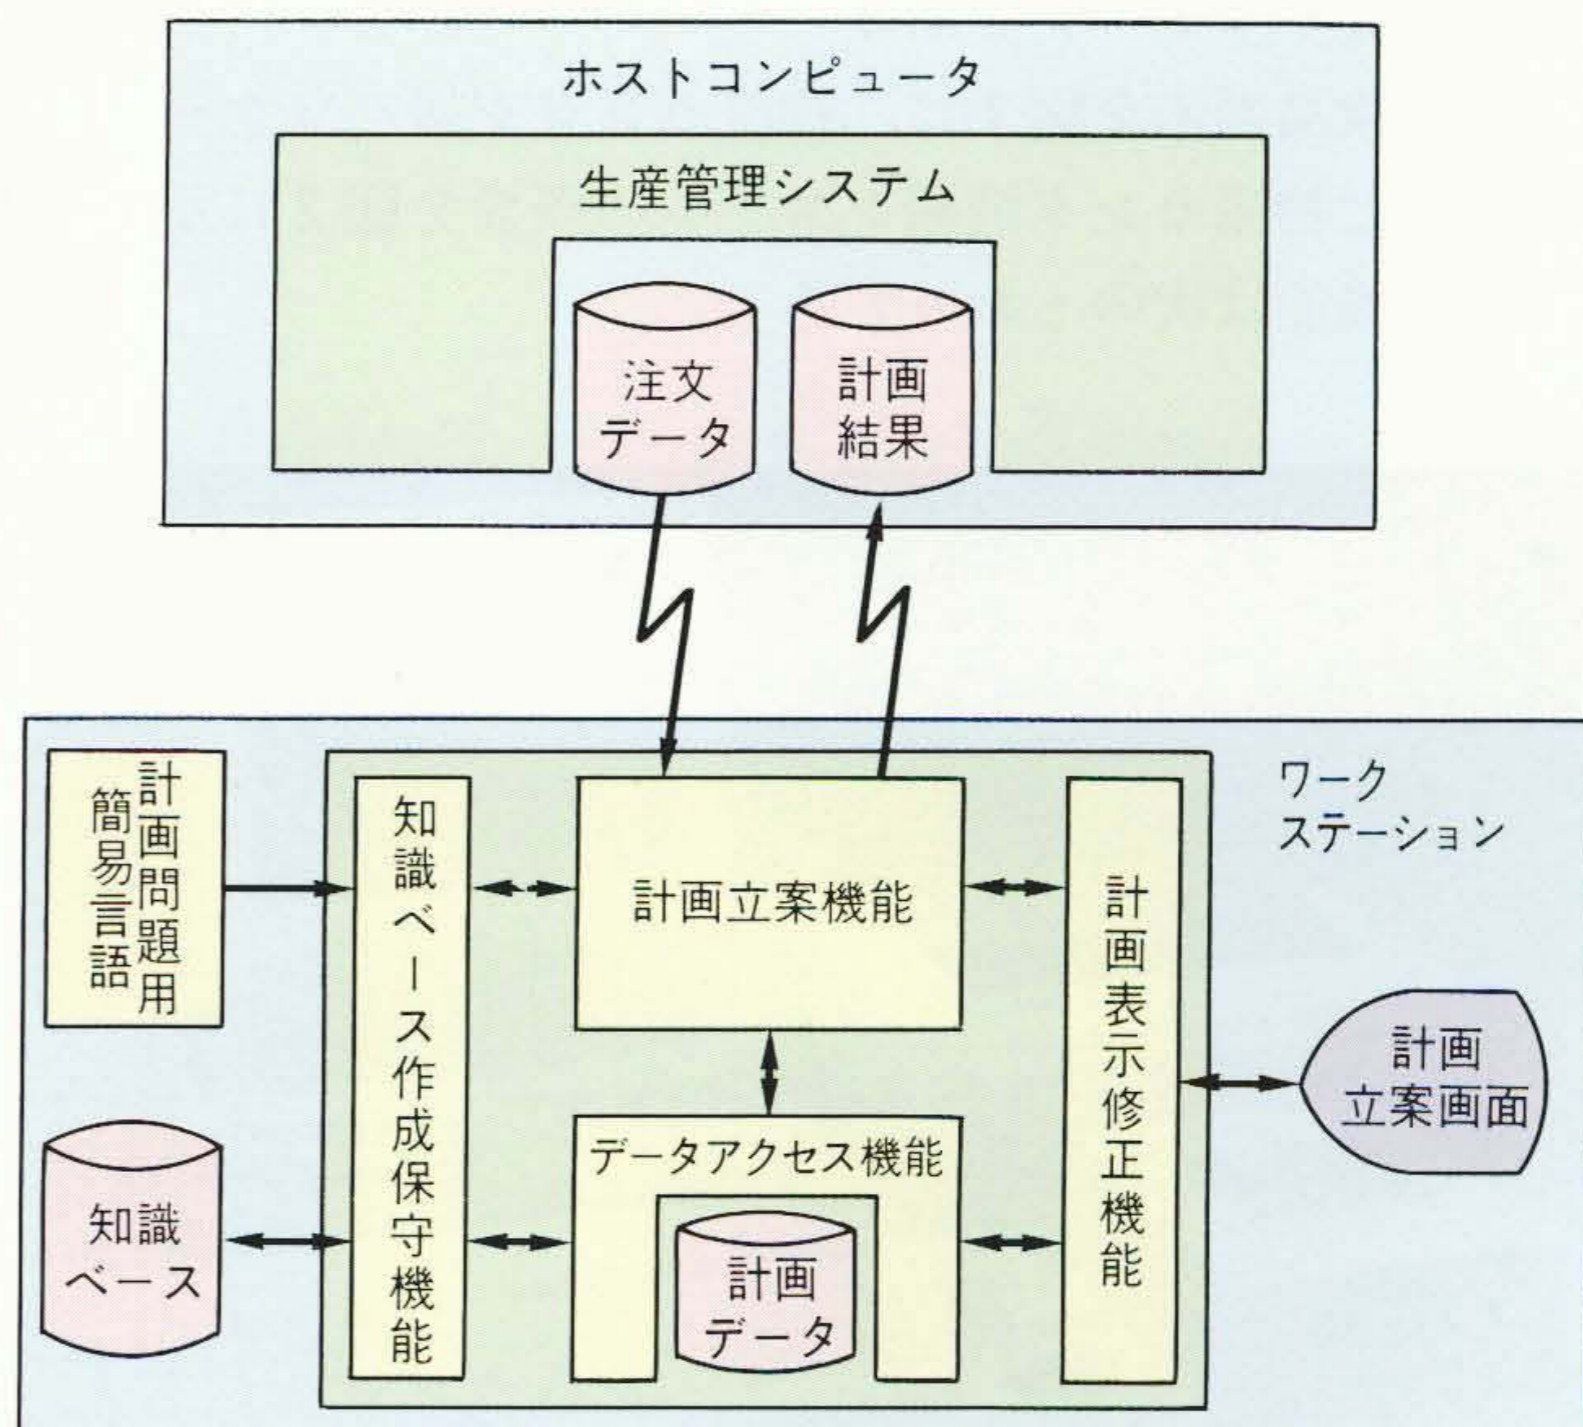 ホストコンピュータ
生産管理システム
注文
データ
計画
結果
ワーク
ステーション
計画問題用
簡易言語
知識ベース作成保守機能
計画立案機能
計画表示修正機能
計画
立案画面
データアクセス機能
知識
ベース
計画
データ